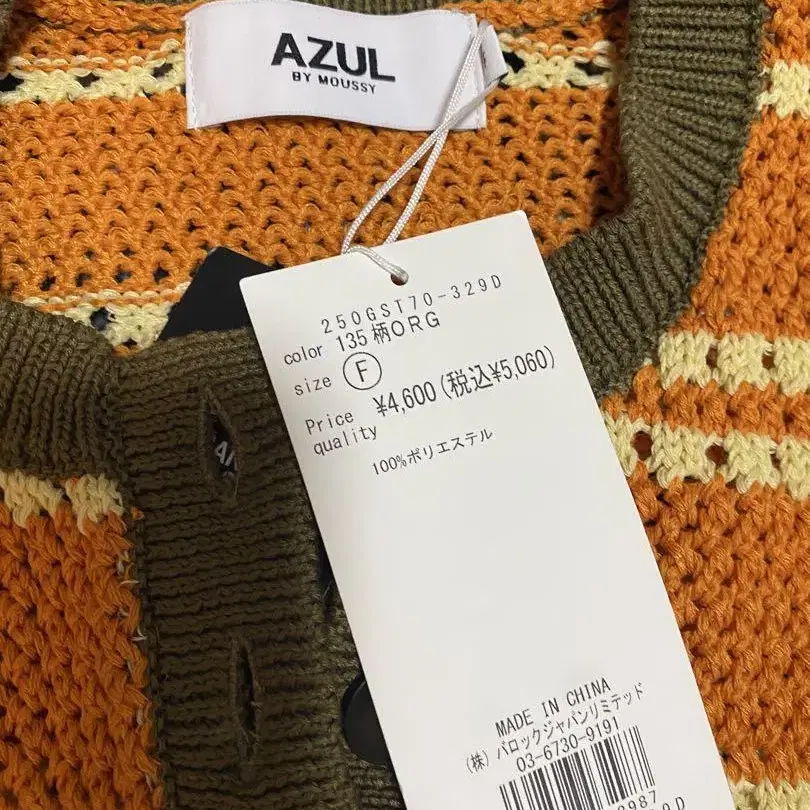 AZUL
BY MOUSSY
250GST70-329D
color 135 柄ORG
size F
Price ¥4,600 (税込¥5,060)
quality
100%ポリエステル
MADE IN CHINA
(株) バロックジャパンリミテッド
03-6730-9191